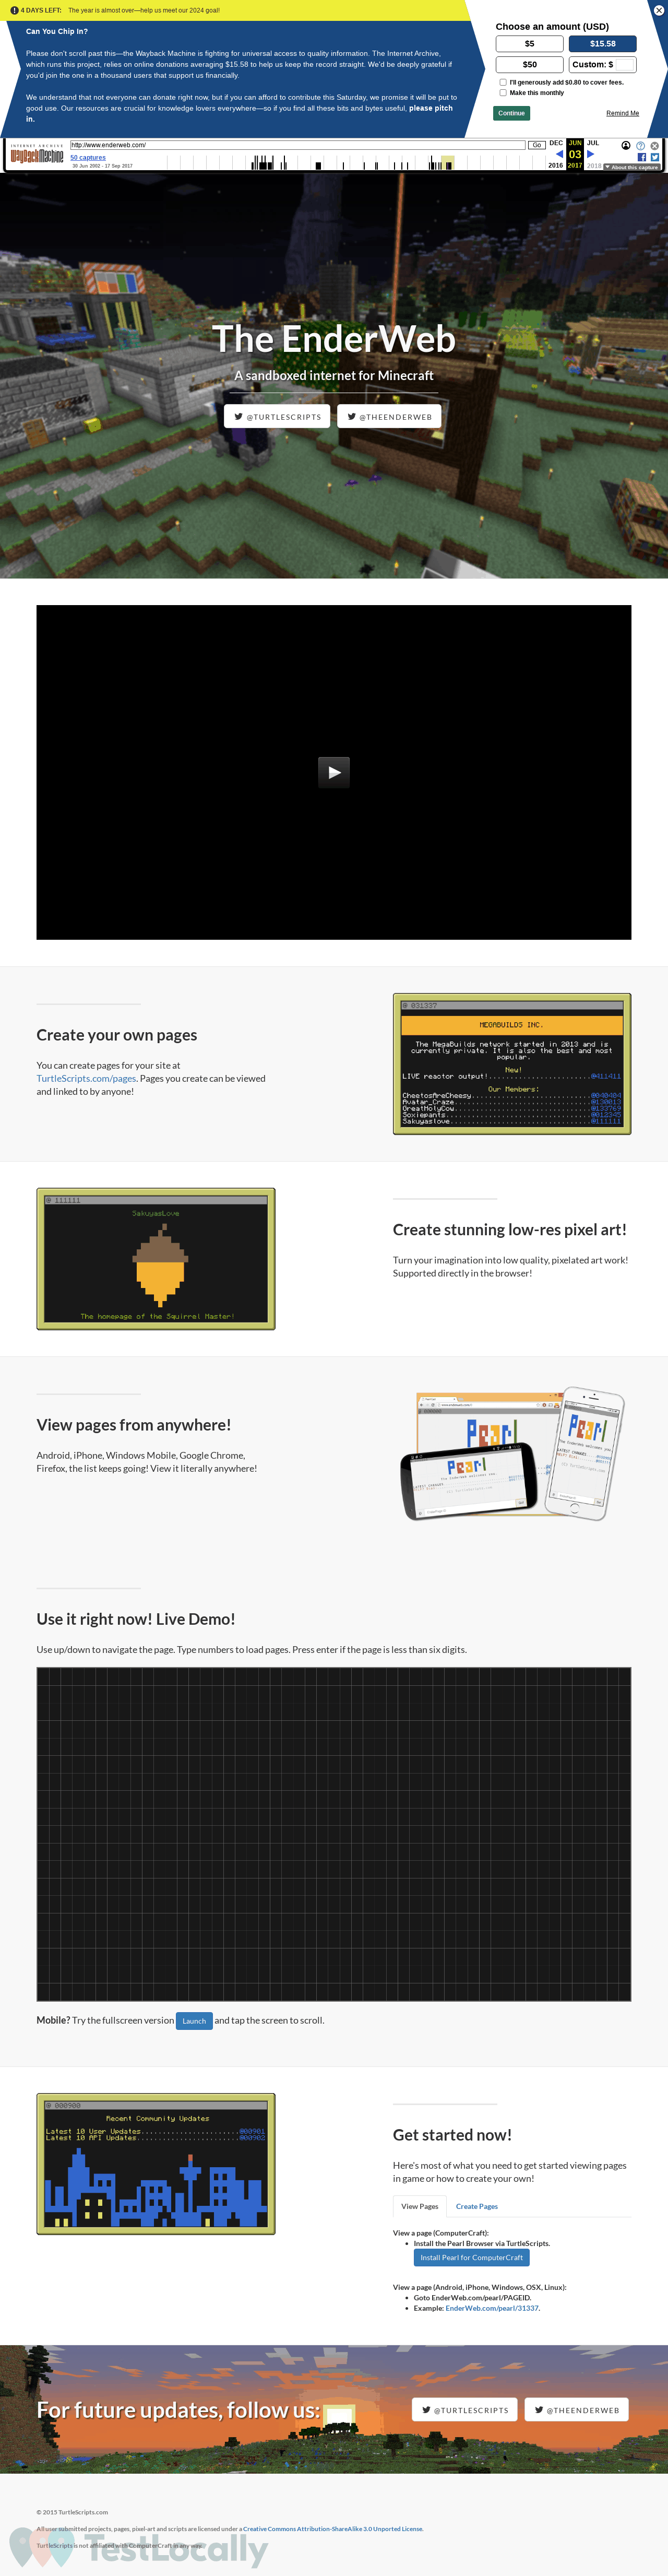 4 DAYS LEFT: The year is almost over—help us meet our 2024 goal!
Can You Chip In?
Please don't scroll past this—the Wayback Machine is fighting for universal access to quality information. The Internet Archive,
which runs this project, relies on online donations averaging $15.58 to help us keep the record straight. We'd be deeply grateful if
you'd join the one in a thousand users that support us financially.
We understand that not everyone can donate right now, but if you can afford to contribute this Saturday, we promise it will be put to
good use. Our resources are crucial for knowledge lovers everywhere—so if you find all these bits and bytes useful, please pitch
in.
Choose an amount (USD)
$5
$15.58
$50
Custom: $
I'll generously add $0.80 to cover fees.
Make this monthly
Continue
Remind Me
INTERNET ARCHIVE
WayBackMachine
http://www.enderweb.com/
Go
50 captures
30 Jun 2002 - 17 Sep 2017
DEC JUN JUL
03
2016 2017 2018
About this capture
The EnderWeb
A sandboxed internet for Minecraft
@TURTLESCRIPTS
@THEENDERWEB
Create your own pages
You can create pages for your site at
TurtleScripts.com/pages. Pages you create can be viewed
and linked to by anyone!
@ 031337
MEGABUILDS INC.
The MegaBuilds network started in 2013 and is
currently private. It is also the best and most
popular.
New!
LIVE reactor output!..............................@411411
Our Members:
CheetosAreCheesy..............................@040404
Avatar_Craze..............................@130013
GreatHolyCow..............................@133769
Soxiepants..............................@012345
Sakuyaslove..............................@111111
@ 111111
SakuyasLove
The homepage of the Squirrel Master!
Create stunning low-res pixel art!
Turn your imagination into low quality, pixelated art work!
Supported directly in the browser!
View pages from anywhere!
Android, iPhone, Windows Mobile, Google Chrome,
Firefox, the list keeps going! View it literally anywhere!
Pearl
Pearl
Pearl
Use it right now! Live Demo!
Use up/down to navigate the page. Type numbers to load pages. Press enter if the page is less than six digits.
Mobile? Try the fullscreen version Launch and tap the screen to scroll.
@ 000900
Recent Community Updates
Latest 10 User Updates.......................@00901
Latest 10 API Updates........................@00902
Get started now!
Here's most of what you need to get started viewing pages
in game or how to create your own!
View Pages
Create Pages
View a page (ComputerCraft):
Install the Pearl Browser via TurtleScripts.
Install Pearl for ComputerCraft
View a page (Android, iPhone, Windows, OSX, Linux):
Goto EnderWeb.com/pearl/PAGEID.
Example: EnderWeb.com/pearl/31337.
For future updates, follow us:
@TURTLESCRIPTS
@THEENDERWEB
© 2015 TurtleScripts.com
All user submitted projects, pages, pixel-art and scripts are licensed under a Creative Commons Attribution-ShareAlike 3.0 Unported License.
TurtleScripts is not affiliated with ComputerCraft in any way.
TestLocally